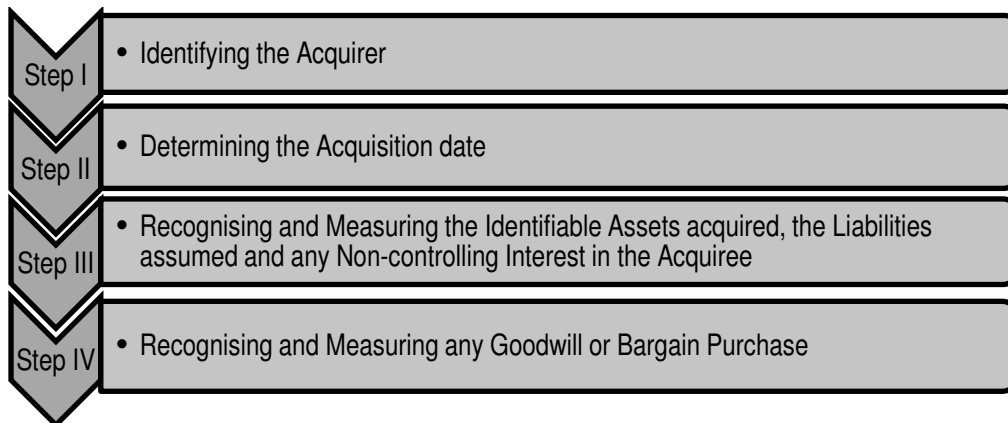 Step I
• Identifying the Acquirer
Step II
• Determining the Acquisition date
Step III
• Recognising and Measuring the Identifiable Assets acquired, the Liabilities
assumed and any Non-controlling Interest in the Acquiree
Step IV
• Recognising and Measuring any Goodwill or Bargain Purchase